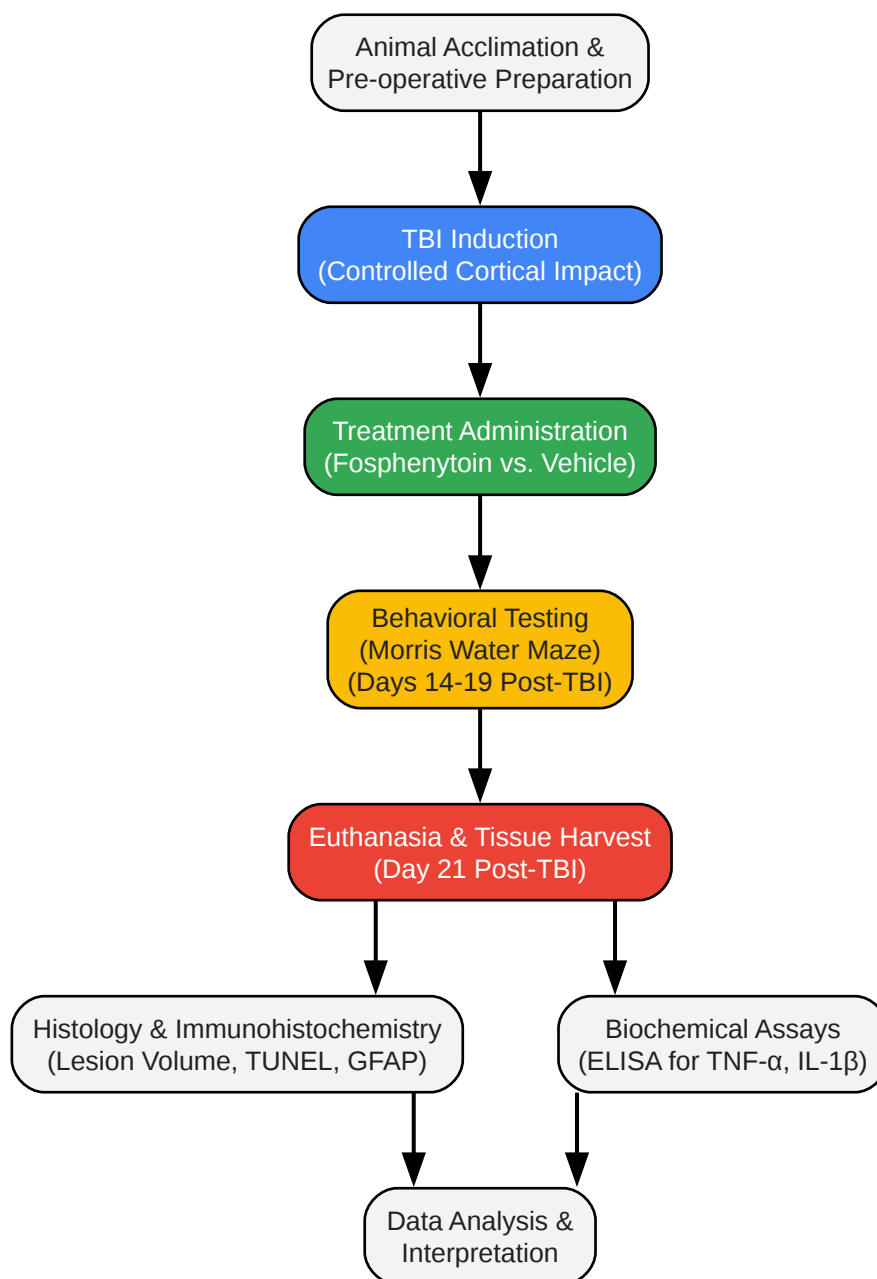 Animal Acclimation &
Pre-operative Preparation
TBI Induction
(Controlled Cortical Impact)
Treatment Administration
(Fosphenytoin vs. Vehicle)
Behavioral Testing
(Morris Water Maze)
(Days 14-19 Post-TBI)
Euthanasia & Tissue Harvest
(Day 21 Post-TBI)
Histology & Immunohistochemistry
(Lesion Volume, TUNEL, GFAP)
Biochemical Assays
(ELISA for TNF-α, IL-1β)
Data Analysis &
Interpretation